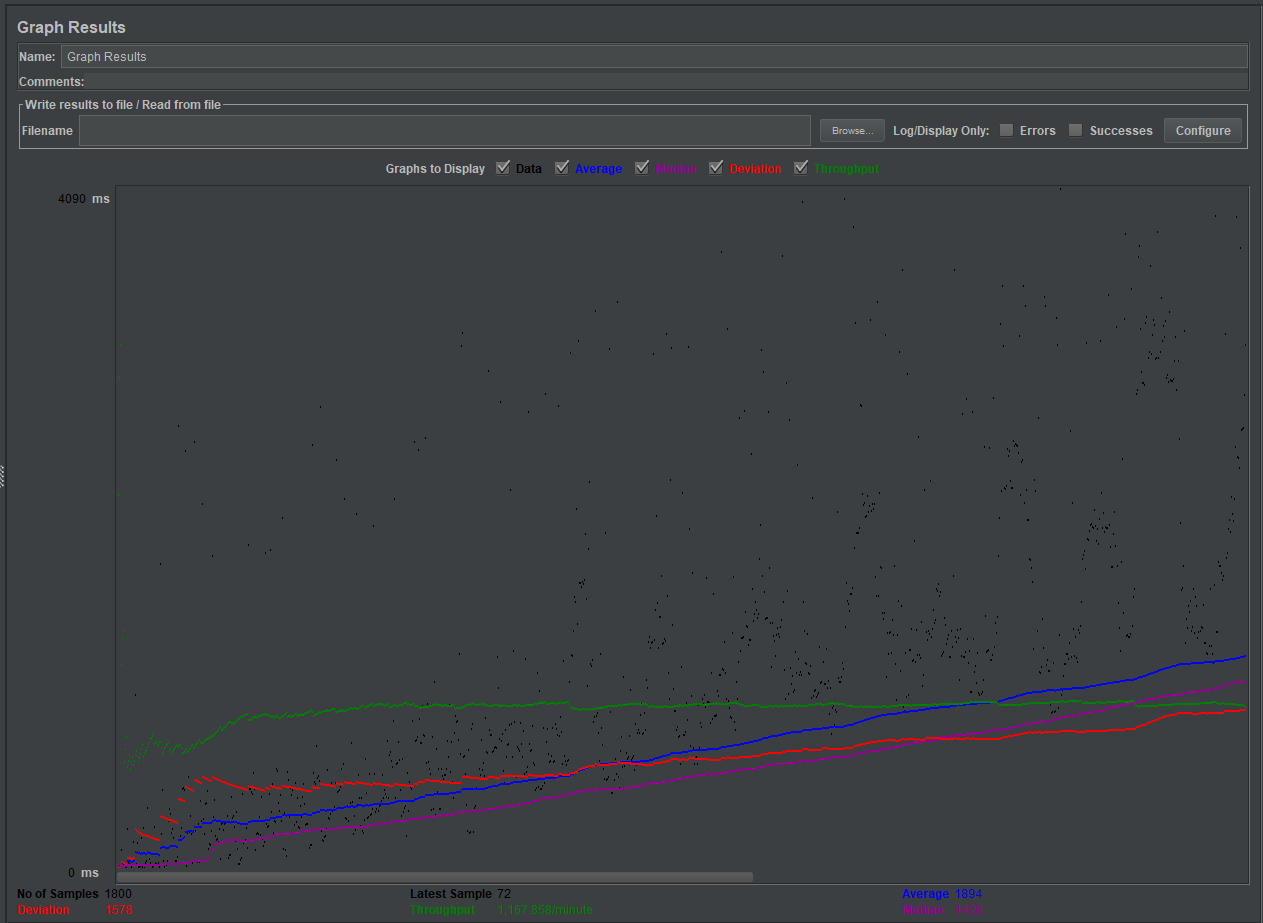 Graph Results
Name: Graph Results
Comments:
Write results to file / Read from file
Filename Browse... Log/Display Only: Errors Successes Configure
Graphs to Display Data Average Median Deviation Throughput
4090 ms
0 ms
No of Samples 1800 Latest Sample 72 Average 1894
Deviation 1578 Throughput 1,167.858/minute Median